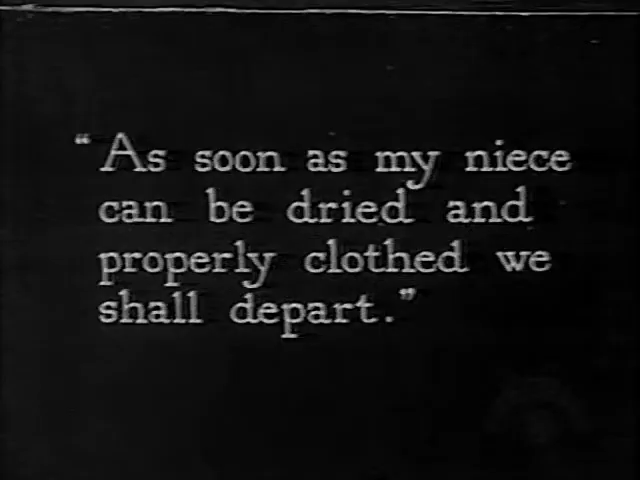 “As soon as my niece
can be dried and
properly clothed we
shall depart.”